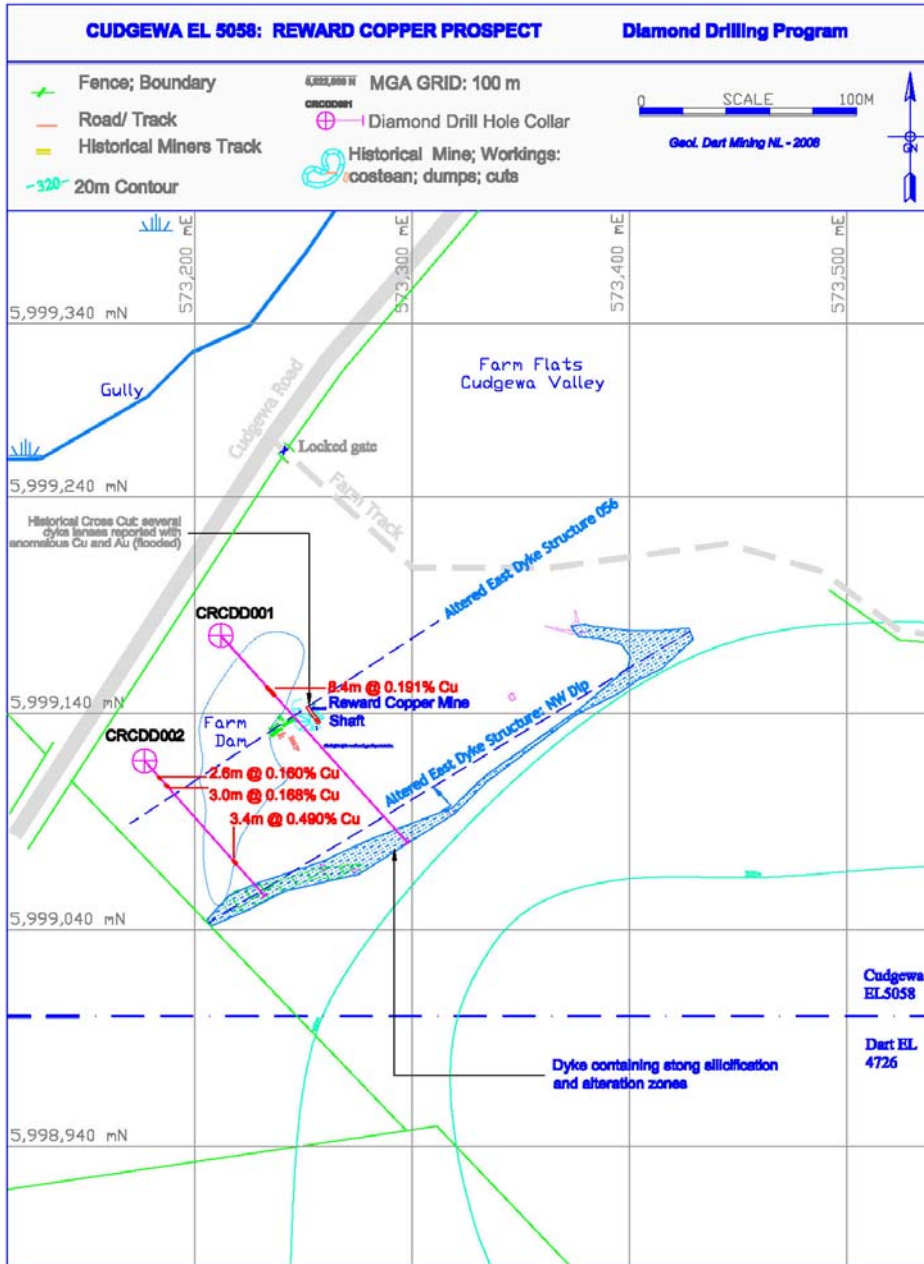 CUDGEWA EL 5058: REWARD COPPER PROSPECT
Diamond Drilling Program
Fence; Boundary
Road/ Track
Historical Miners Track
-320- 20m Contour
MGA GRID: 100 m
CRCDD001
Diamond Drill Hole Collar
Historical Mine; Workings:
costean; dumps; cuts
0 SCALE 100M
Geol. Dart Mining NL - 2008
573,200 mE
573,300 mE
573,400 mE
573,500 mE
5,999,340 mN
Farm Flats
Cudgewa Valley
Gully
Cudgewa Road
Locked gate
Farm Track
5,999,240 mN
Historical Cross Cut: several
dyke lenses reported with
anomalous Cu and Au (flooded)
Altered East Dyke Structure 056
CRCDD001
@ 0.191% Cu
5,999,140 mN
Reward Copper Mine
Shaft
Farm
Dam
CRCDD002
2.6m @ 0.160% Cu
3.0m @ 0.168% Cu
3.4m @ 0.490% Cu
Altered East Dyke Structure: NW Dip
5,999,040 mN
Cudgewa
EL5058
Dart EL
4726
Dyke containing stong silicification
and alteration zones
5,998,940 mN